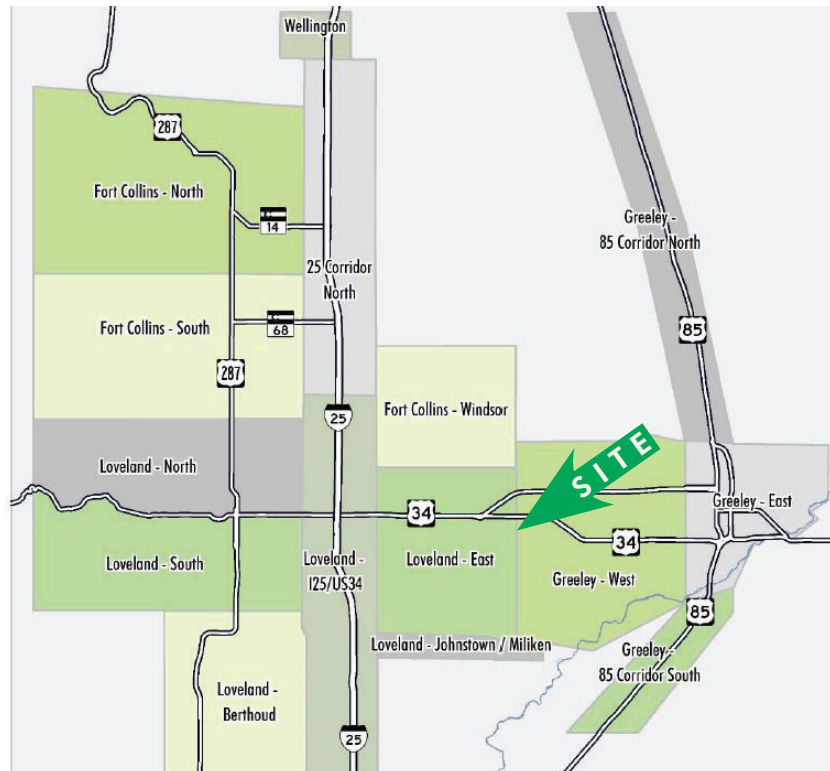 Wellington
287
Fort Collins - North
C
14
Greeley -
85 Corridor North
25 Corridor
North
Fort Collins - South
C
68
85
287
25
Fort Collins - Windsor
SITE
Loveland - North
34
Greeley - East
Loveland - South
Loveland -
I25/US34
Loveland - East
34
Greeley - West
85
Loveland - Johnstown / Miliken
Greeley -
85 Corridor South
Loveland -
Berthoud
25